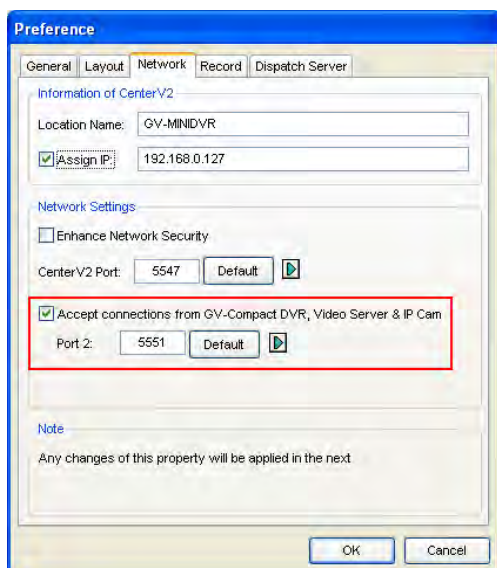 Preference
General Layout Network Record Dispatch Server
Information of CenterV2
Location Name: GV-MINIDVR
Assign IP: 192.168.0.127
Network Settings
Enhance Network Security
CenterV2 Port: 5547 Default
Accept connections from GV-Compact DVR, Video Server & IP Cam
Port 2: 5551 Default
Note
Any changes of this property will be applied in the next
OK Cancel